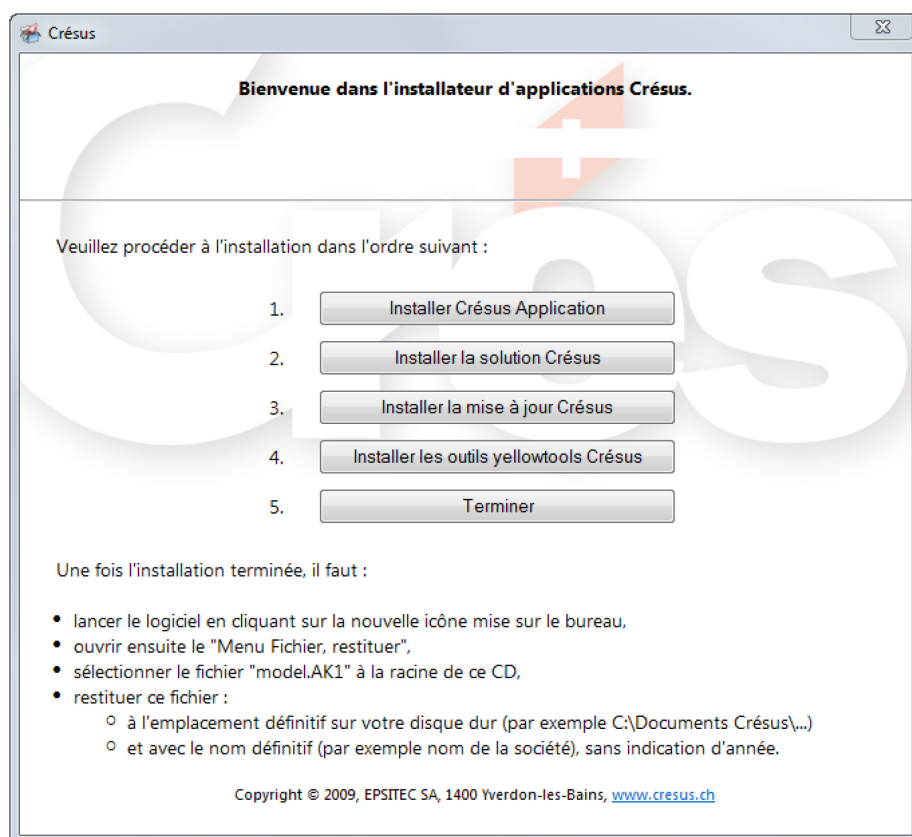 Crésus
Bienvenue dans l'installateur d'applications Crésus.
Crés
Veuillez procéder à l'installation dans l'ordre suivant :
1. Installer Crésus Application
2. Installer la solution Crésus
3. Installer la mise à jour Crésus
4. Installer les outils yellowtools Crésus
5. Terminer
Une fois l'installation terminée, il faut :
• lancer le logiciel en cliquant sur la nouvelle icône mise sur le bureau,
• ouvrir ensuite le "Menu Fichier, restituer",
• sélectionner le fichier "model.AK1" à la racine de ce CD,
• restituer ce fichier :
○ à l'emplacement définitif sur votre disque dur (par exemple C:\Documents Crésus\...)
○ et avec le nom définitif (par exemple nom de la société), sans indication d'année.
Copyright © 2009, EPSITEC SA, 1400 Yverdon-les-Bains, www.cresus.ch